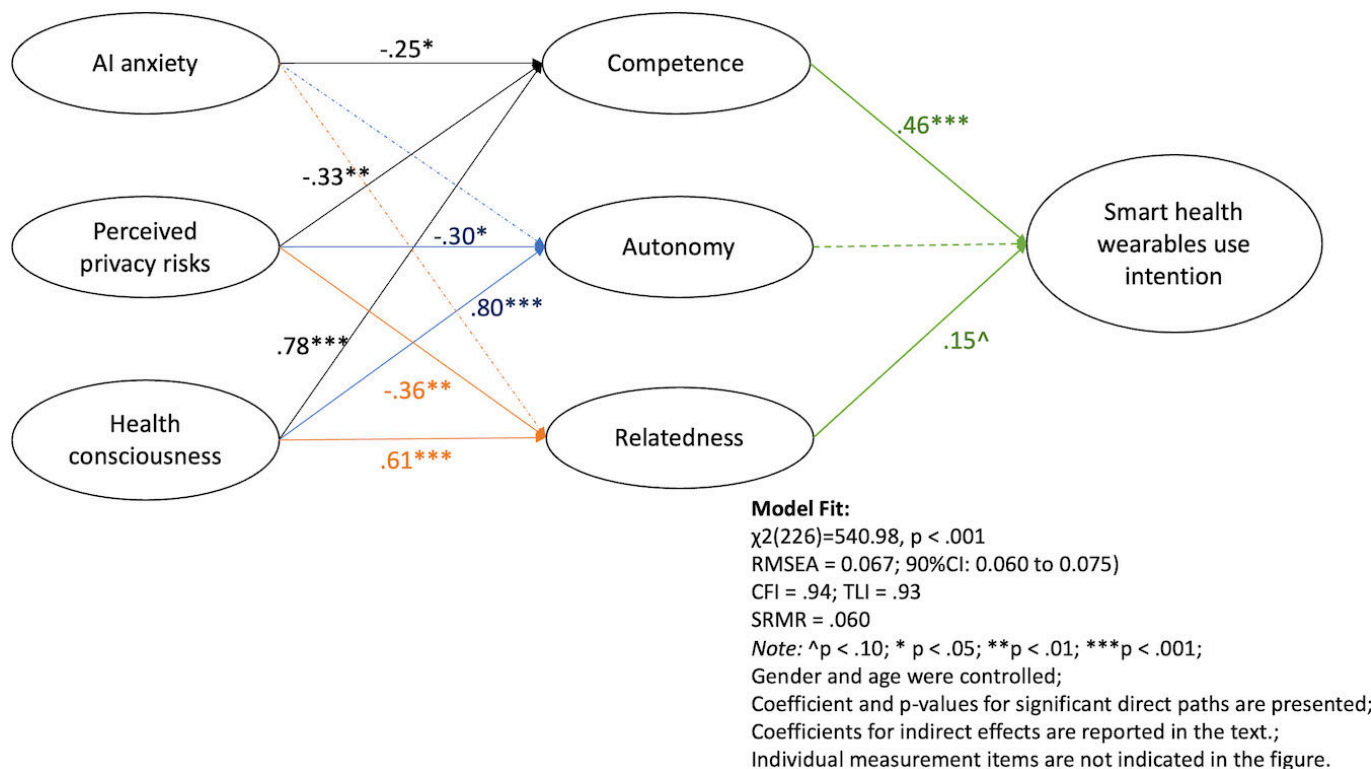 AI anxiety
-.25*
Competence
.46***
-.33**
Perceived
privacy risks
-.30*
Autonomy
Smart health
wearables use
intention
.80***
.78***
.15^
-.36**
Health
consciousness
.61***
Relatedness
Model Fit:
χ2(226)=540.98, p < .001
RMSEA = 0.067; 90%CI: 0.060 to 0.075)
CFI = .94; TLI = .93
SRMR = .060
Note: ^p < .10; * p < .05; **p < .01; ***p < .001;
Gender and age were controlled;
Coefficient and p-values for significant direct paths are presented;
Coefficients for indirect effects are reported in the text.;
Individual measurement items are not indicated in the figure.